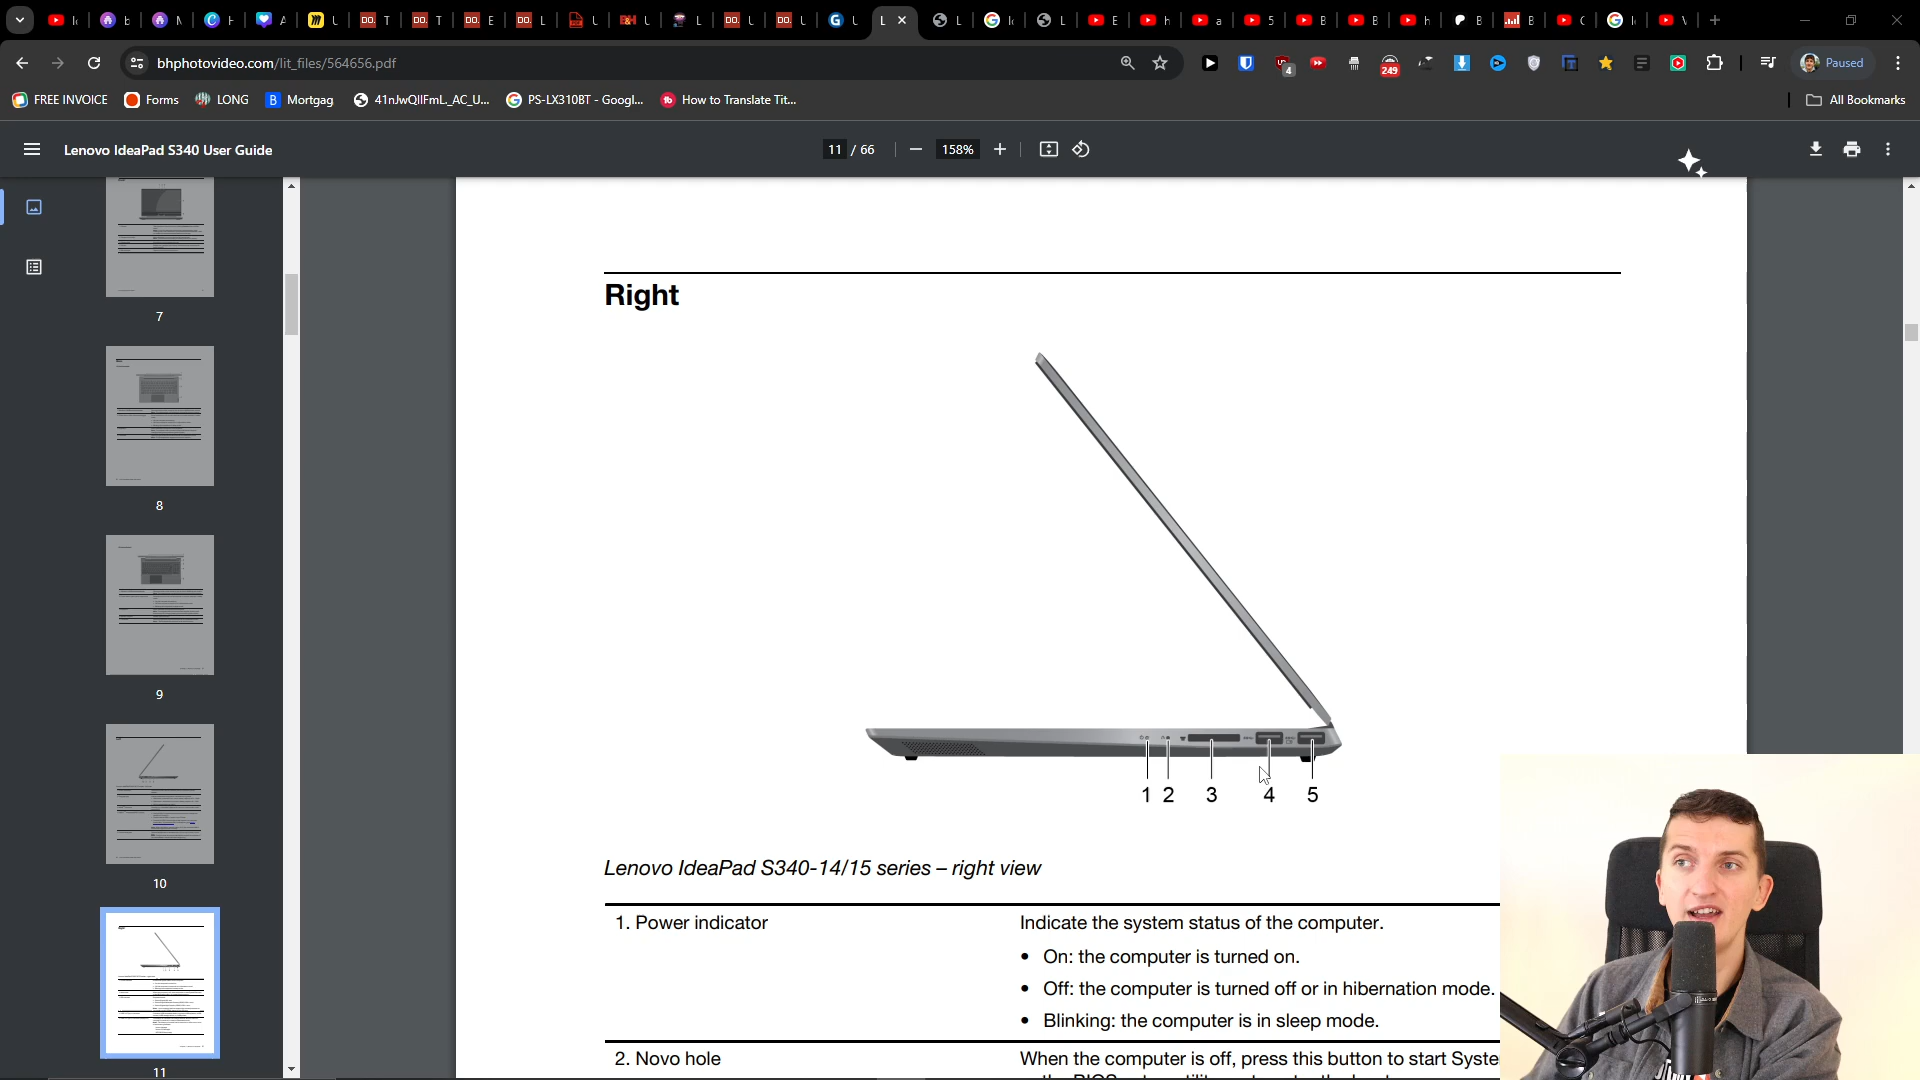 bhphotovideo.com/lit_files/564656.pdf
4
249
Paused
FREE INVOICE
Forms
LONG
Mortgag
41nJwQIIFmL._AC_U...
PS-LX310BT - Googl...
How to Translate Tit...
All Bookmarks
Lenovo IdeaPad S340 User Guide
11 / 66
158%
7
8
9
10
11
Right
1 2 3 4 5
Lenovo IdeaPad S340-14/15 series – right view
1. Power indicator
Indicate the system status of the computer.
• On: the computer is turned on.
• Off: the computer is turned off or in hibernation mode.
• Blinking: the computer is in sleep mode.
2. Novo hole
When the computer is off, press this button to start Syste